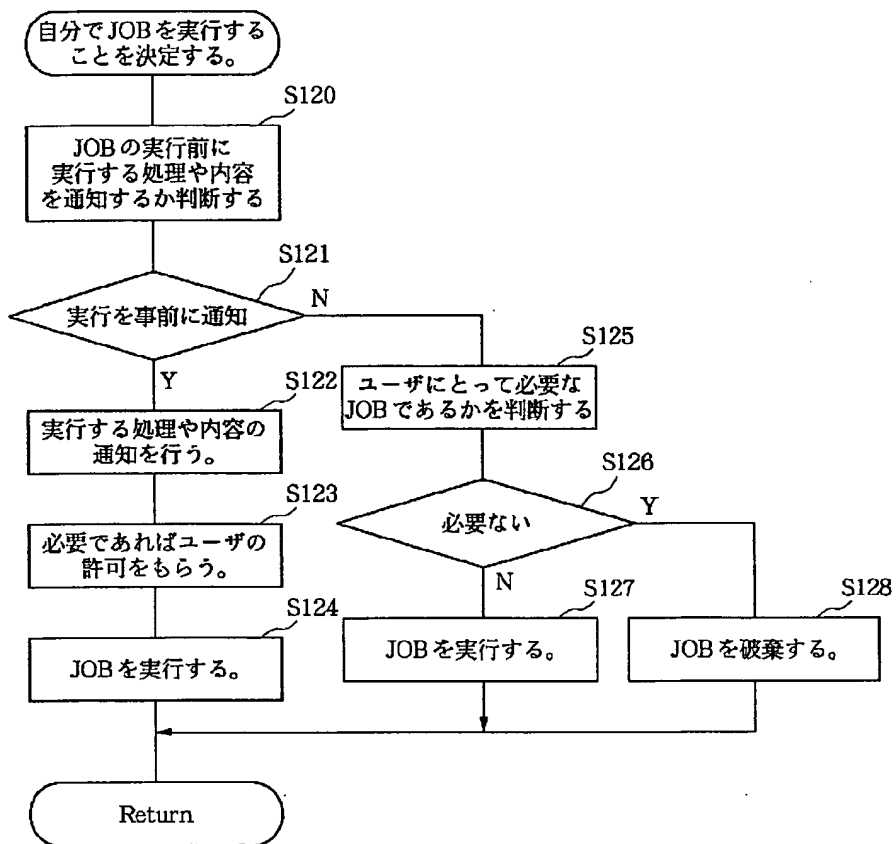 自分でJOBを実行する
ことを決定する。
S120
JOBの実行前に
実行する処理や内容
を通知するか判断する
S121
実行を事前に通知
N
Y
S122
実行する処理や内容の
通知を行う。
S123
必要であればユーザの
許可をもらう。
S124
JOBを実行する。
S125
ユーザにとって必要な
JOBであるかを判断する
S126
必要ない
Y
N
S127
JOBを実行する。
S128
JOBを破棄する。
Return